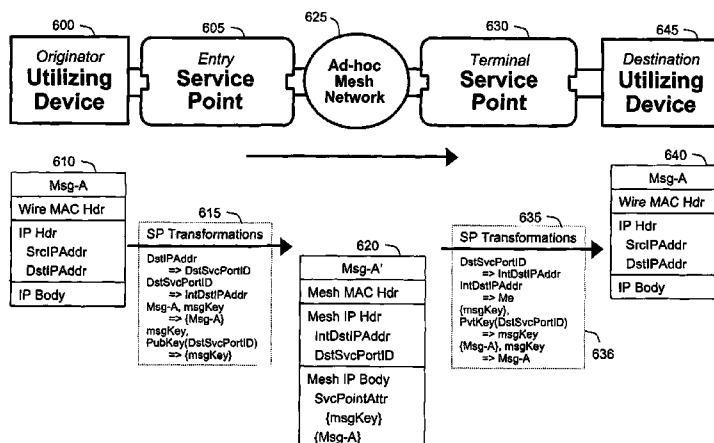 600
605
625
630
645
Originator
Utilizing
Device
Entry
Service
Point
Ad-hoc
Mesh
Network
Terminal
Service
Point
Destination
Utilizing
Device
610
Msg-A
Wire MAC Hdr
IP Hdr
SrcIPAddr
DstIPAddr
IP Body
615
SP Transformations
DstIPAddr
=> DstSvcPortID
DstSvcPortID
=> IntDstIPAddr
Msg-A, msgKey
=> {Msg-A}
msgKey,
PubKey(DstSvcPortID)
=> {msgKey}
620
Msg-A'
Mesh MAC Hdr
Mesh IP Hdr
IntDstIPAddr
DstSvcPortID
Mesh IP Body
SvcPointAttr
{msgKey}
{Msg-A}
635
SP Transformations
DstSvcPortID
=> IntDstIPAddr
IntDstIPAddr
=> Me
{msgKey},
PvtKey(DstSvcPortID)
=> msgKey
{Msg-A}, msgKey
=> Msg-A
636
640
Msg-A
Wire MAC Hdr
IP Hdr
SrcIPAddr
DstIPAddr
IP Body